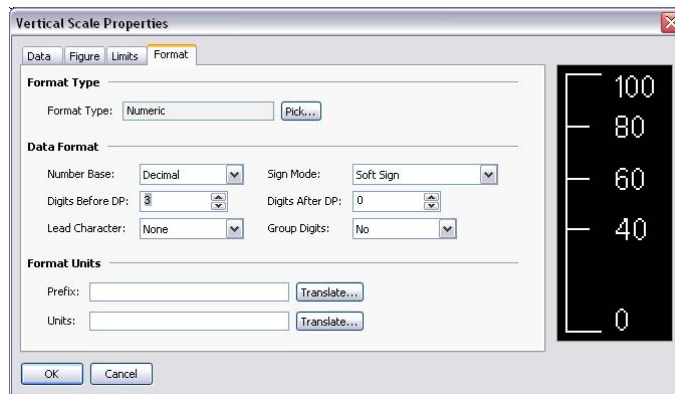 Vertical Scale Properties
Data Figure Limits Format
Format Type
Format Type: Numeric Pick...
Data Format
Number Base: Decimal Sign Mode: Soft Sign
Digits Before DP: 3 Digits After DP: 0
Lead Character: None Group Digits: No
Format Units
Prefix: Translate...
Units: Translate...
OK Cancel
100
80
60
40
0